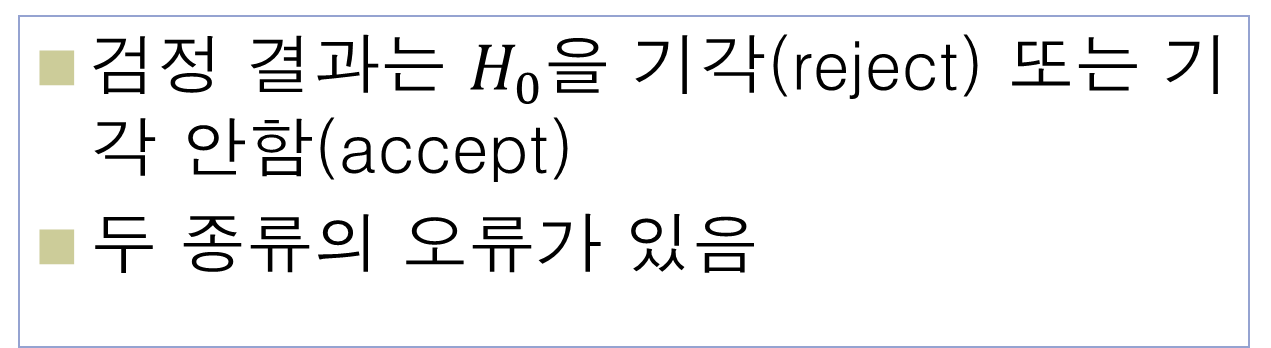 검정 결과는 H₀을 기각(reject) 또는 기
각 안함(accept)
두 종류의 오류가 있음